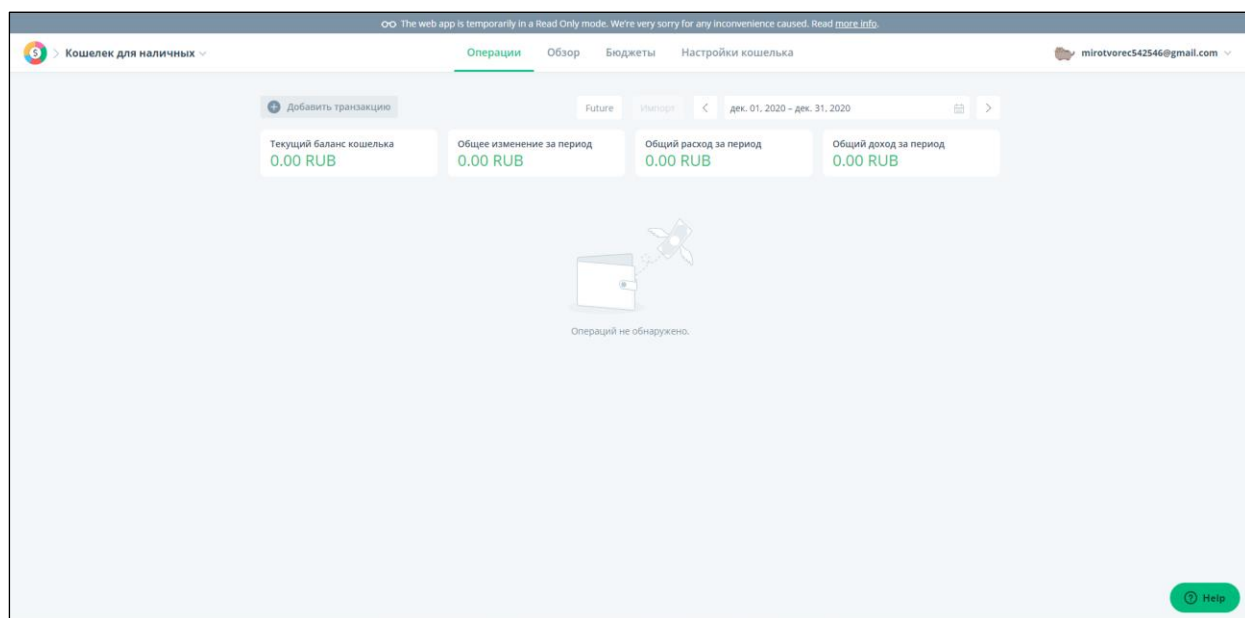 The web app is temporarily in a Read Only mode. We're very sorry for any inconvenience caused. Read more info.
Кошелек для наличных
Операции Обзор Бюджеты Настройки кошелька
mirotvorec542546@gmail.com
Добавить транзакцию
Future Импорт дек. 01, 2020 – дек. 31, 2020
Текущий баланс кошелька Общее изменение за период Общий расход за период Общий доход за период
0.00 RUB 0.00 RUB 0.00 RUB 0.00 RUB
Операций не обнаружено.
Help